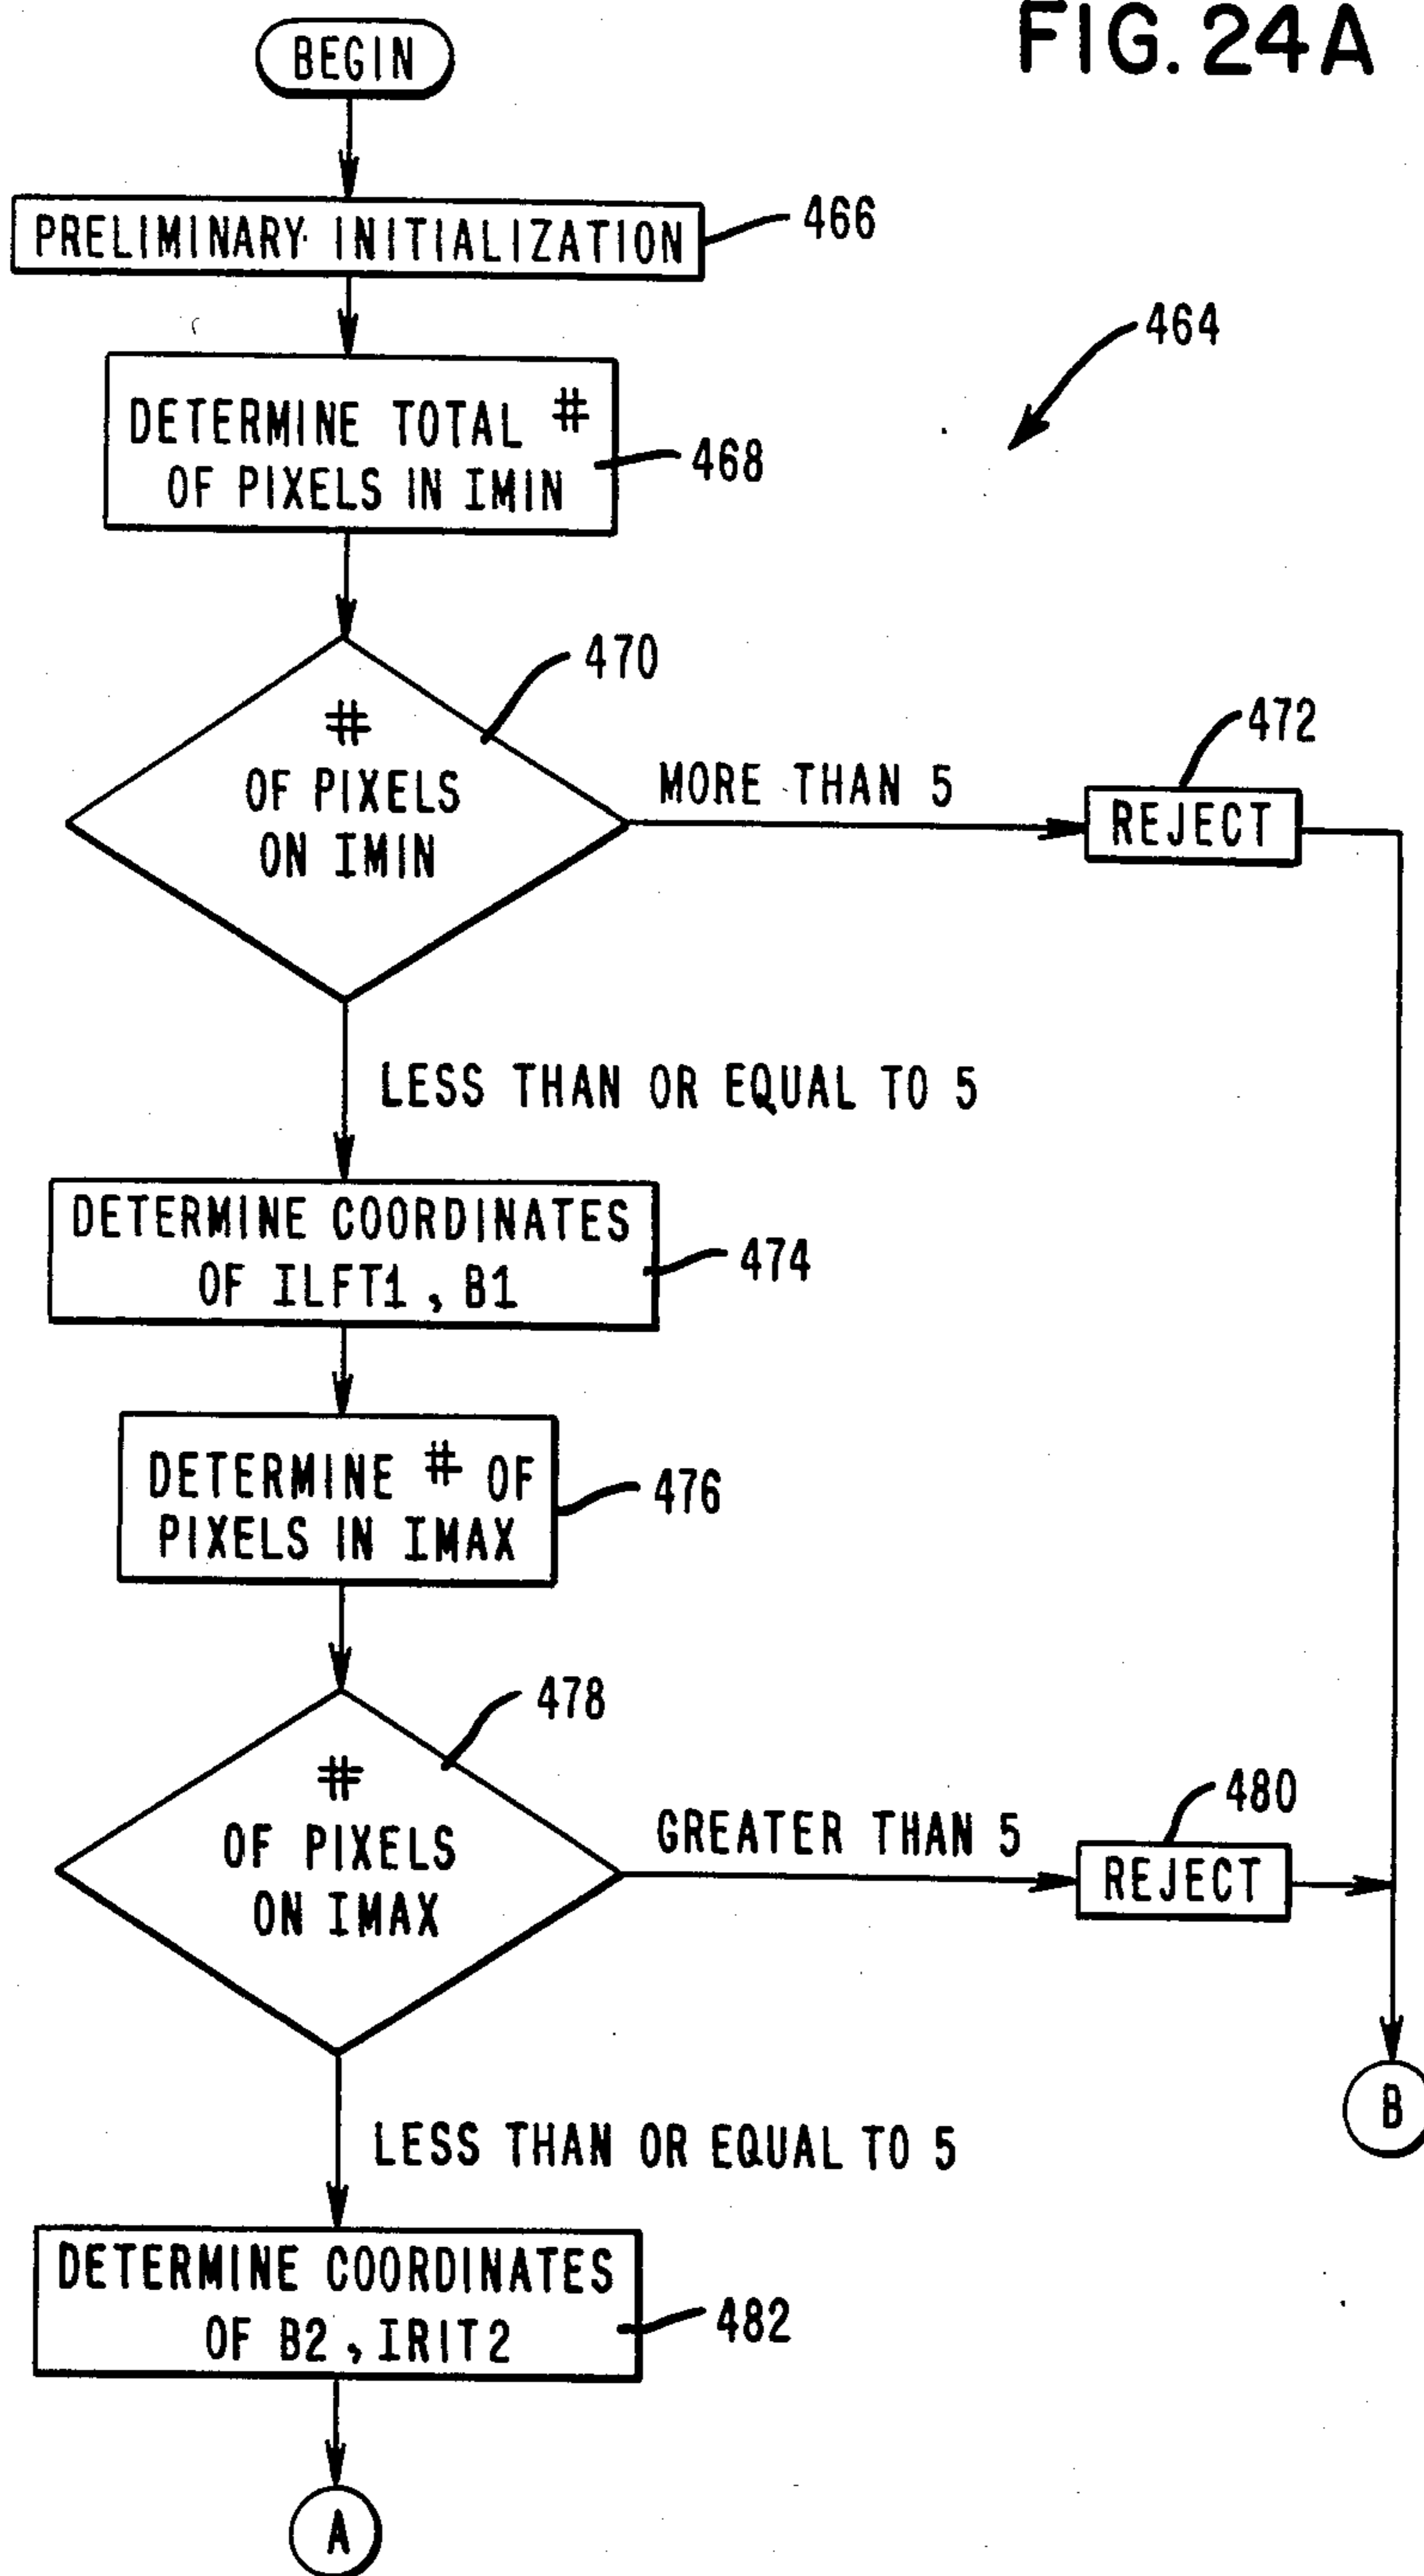 FIG. 24A
BEGIN
PRELIMINARY INITIALIZATION
466
464
DETERMINE TOTAL #
OF PIXELS IN IMIN
468
470
#
OF PIXELS
ON IMIN
MORE THAN 5
472
REJECT
LESS THAN OR EQUAL TO 5
DETERMINE COORDINATES
OF ILFT1, B1
474
DETERMINE # OF
PIXELS IN IMAX
476
478
#
OF PIXELS
ON IMAX
GREATER THAN 5
480
REJECT
B
LESS THAN OR EQUAL TO 5
DETERMINE COORDINATES
OF B2, IRIT2
482
A